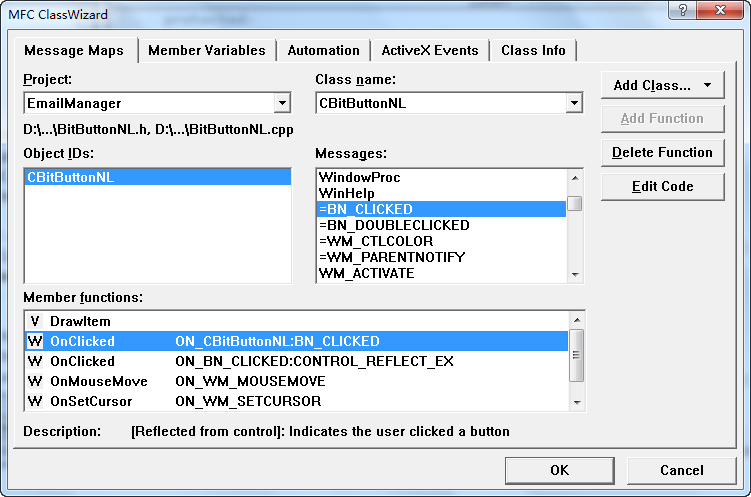 MFC ClassWizard
Message Maps Member Variables Automation ActiveX Events Class Info
Project: Class name:
EmailManager CBitButtonNL Add Class...
D:\...\BitButtonNL.h, D:\...\BitButtonNL.cpp Add Function
Object IDs: Messages: Delete Function
CBitButtonNL WindowProc
WinHelp Edit Code
=BN_CLICKED
=BN_DOUBLECLICKED
=WM_CTLCOLOR
=WM_PARENTNOTIFY
WM_ACTIVATE
Member functions:
V DrawItem
W OnClicked ON_CBitButtonNL:BN_CLICKED
W OnClicked ON_BN_CLICKED:CONTROL_REFLECT_EX
W OnMouseMove ON_WM_MOUSEMOVE
W OnSetCursor ON_WM_SETCURSOR
Description: [Reflected from control]: Indicates the user clicked a button
OK Cancel